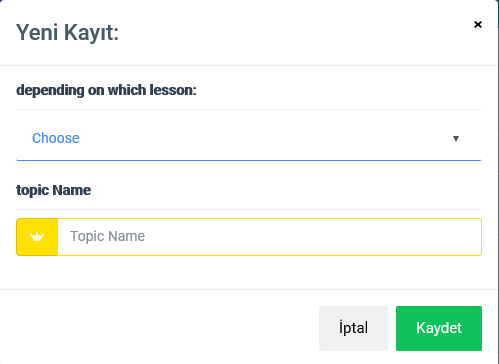 Yeni Kayıt:
×
depending on which lesson:
Choose
topic Name
Topic Name
İptal
Kaydet